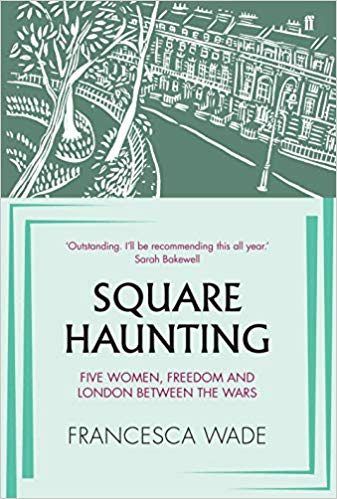 ff
'Outstanding. I'll be recommending this all year.'
Sarah Bakewell
SQUARE
HAUNTING
FIVE WOMEN, FREEDOM AND
LONDON BETWEEN THE WARS
FRANCESCA WADE